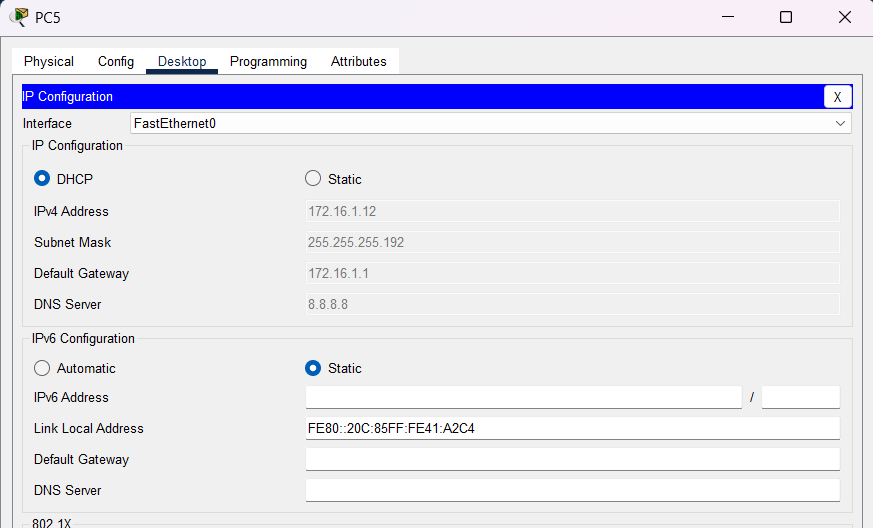 PC5
Physical Config Desktop Programming Attributes
IP Configuration X
Interface FastEthernet0
IP Configuration
DHCP Static
IPv4 Address 172.16.1.12
Subnet Mask 255.255.255.192
Default Gateway 172.16.1.1
DNS Server 8.8.8.8
IPv6 Configuration
Automatic Static
IPv6 Address /
Link Local Address FE80::20C:85FF:FE41:A2C4
Default Gateway
DNS Server
802.1X